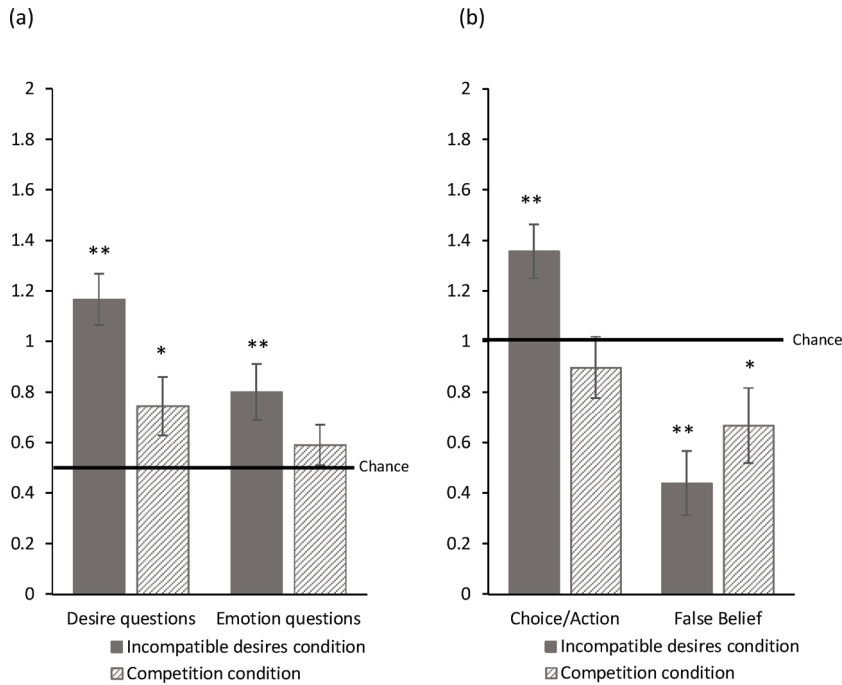 (a)
2
1.8
1.6
1.4
1.2
1
0.8
0.6
0.4
0.2
0
**
*
**
Chance
Desire questions Emotion questions
Incompatible desires condition
Competition condition
(b)
2
1.8
1.6
1.4
1.2
1
0.8
0.6
0.4
0.2
0
**
**
*
Chance
Choice/Action False Belief
Incompatible desires condition
Competition condition